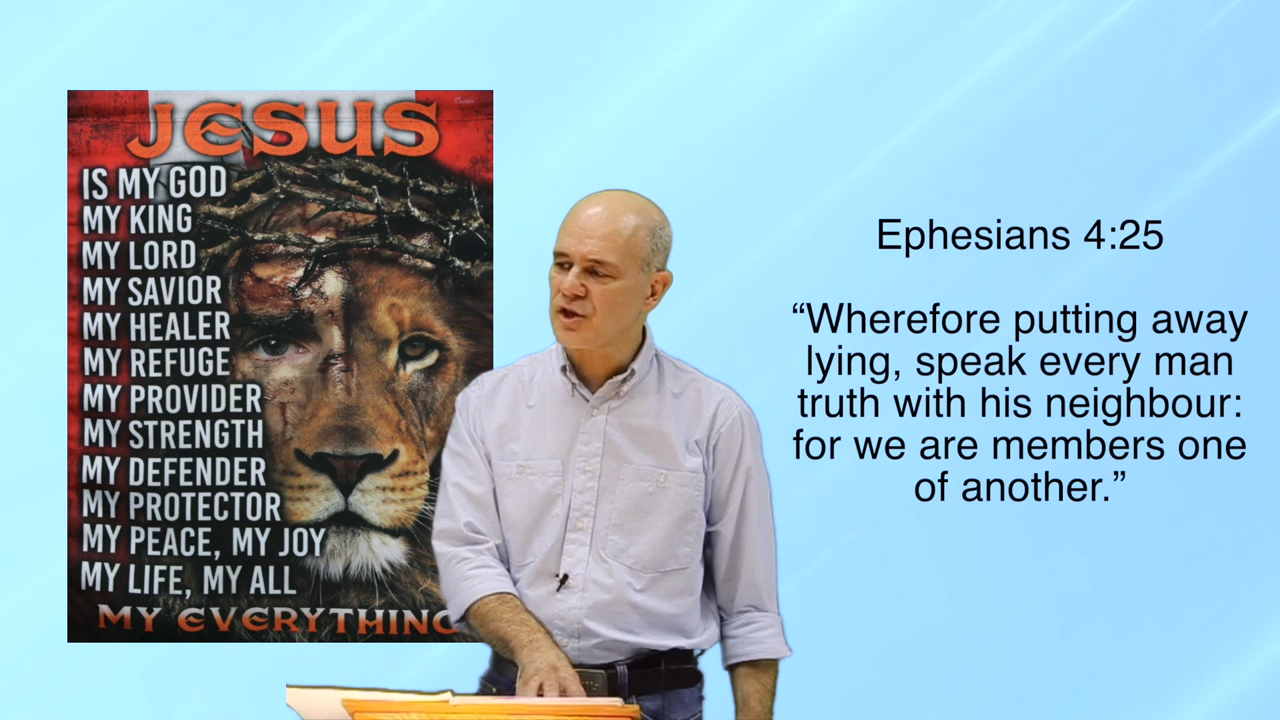 JESUS
IS MY GOD
MY KING
MY LORD
MY SAVIOR
MY HEALER
MY REFUGE
MY PROVIDER
MY STRENGTH
MY DEFENDER
MY PROTECTOR
MY PEACE, MY JOY
MY LIFE, MY ALL
MY EVERYTHING
Ephesians 4:25
“Wherefore putting away
lying, speak every man
truth with his neighbour:
for we are members one
of another.”